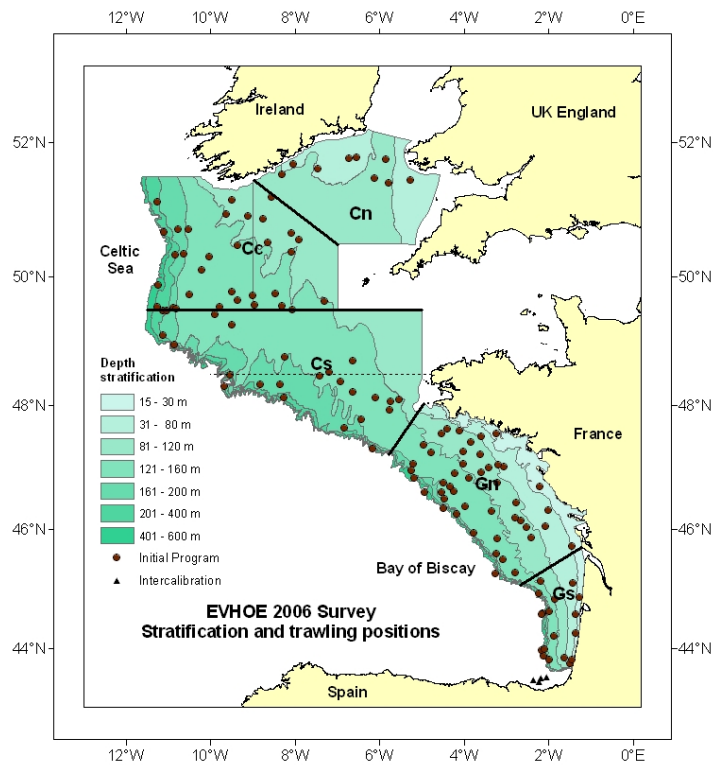 12°W 10°W 8°W 6°W 4°W 2°W 0°E
Ireland
UK England
52°N 52°N
Cn
Celtic
Sea
Cc
50°N 50°N
Cs
Depth
stratification
15 - 30 m
31 - 80 m
81 - 120 m
121 - 160 m
161 - 200 m
201 - 400 m
401 - 600 m
Initial Program
Intercalibration
48°N 48°N
France
Gn
46°N 46°N
Bay of Biscay
Gs
EVHOE 2006 Survey
Stratification and trawling positions
44°N 44°N
Spain
12°W 10°W 8°W 6°W 4°W 2°W 0°E